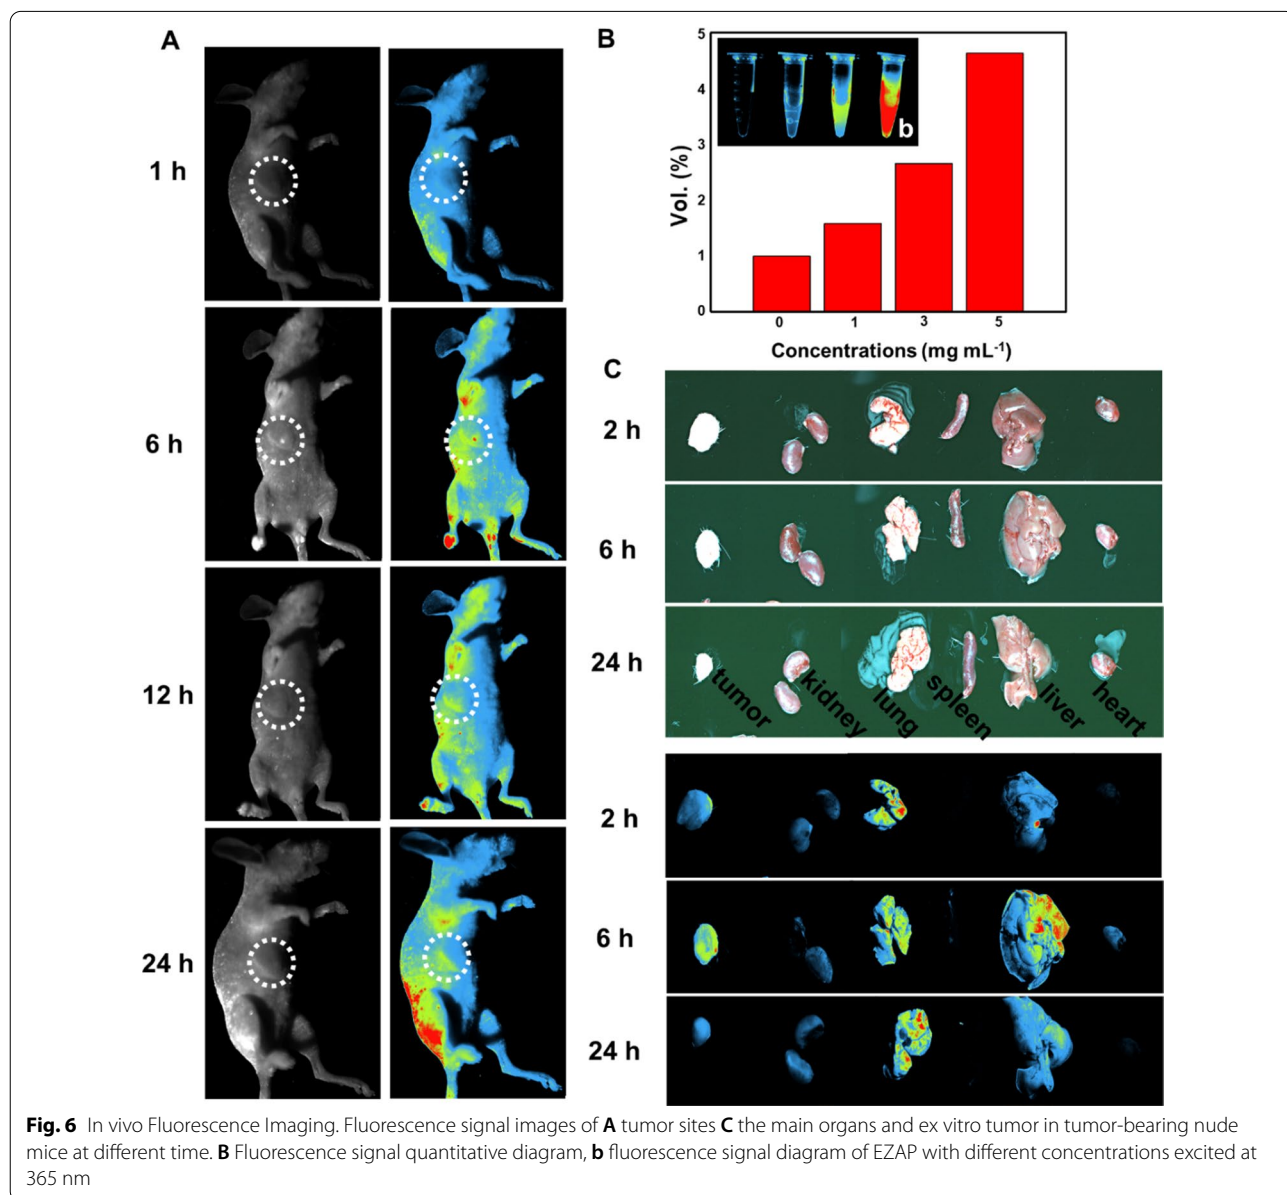 A
1 h
6 h
12 h
24 h
B
5
4
3
2
1
0
Vol. (%)
b
0 1 3 5
Concentrations (mg mL-1)
C
2 h
6 h
24 h
tumor kidney lung spleen liver heart
2 h
6 h
24 h
Fig. 6 In vivo Fluorescence Imaging. Fluorescence signal images of A tumor sites C the main organs and ex vitro tumor in tumor-bearing nude
mice at different time. B Fluorescence signal quantitative diagram, b fluorescence signal diagram of EZAP with different concentrations excited at
365 nm